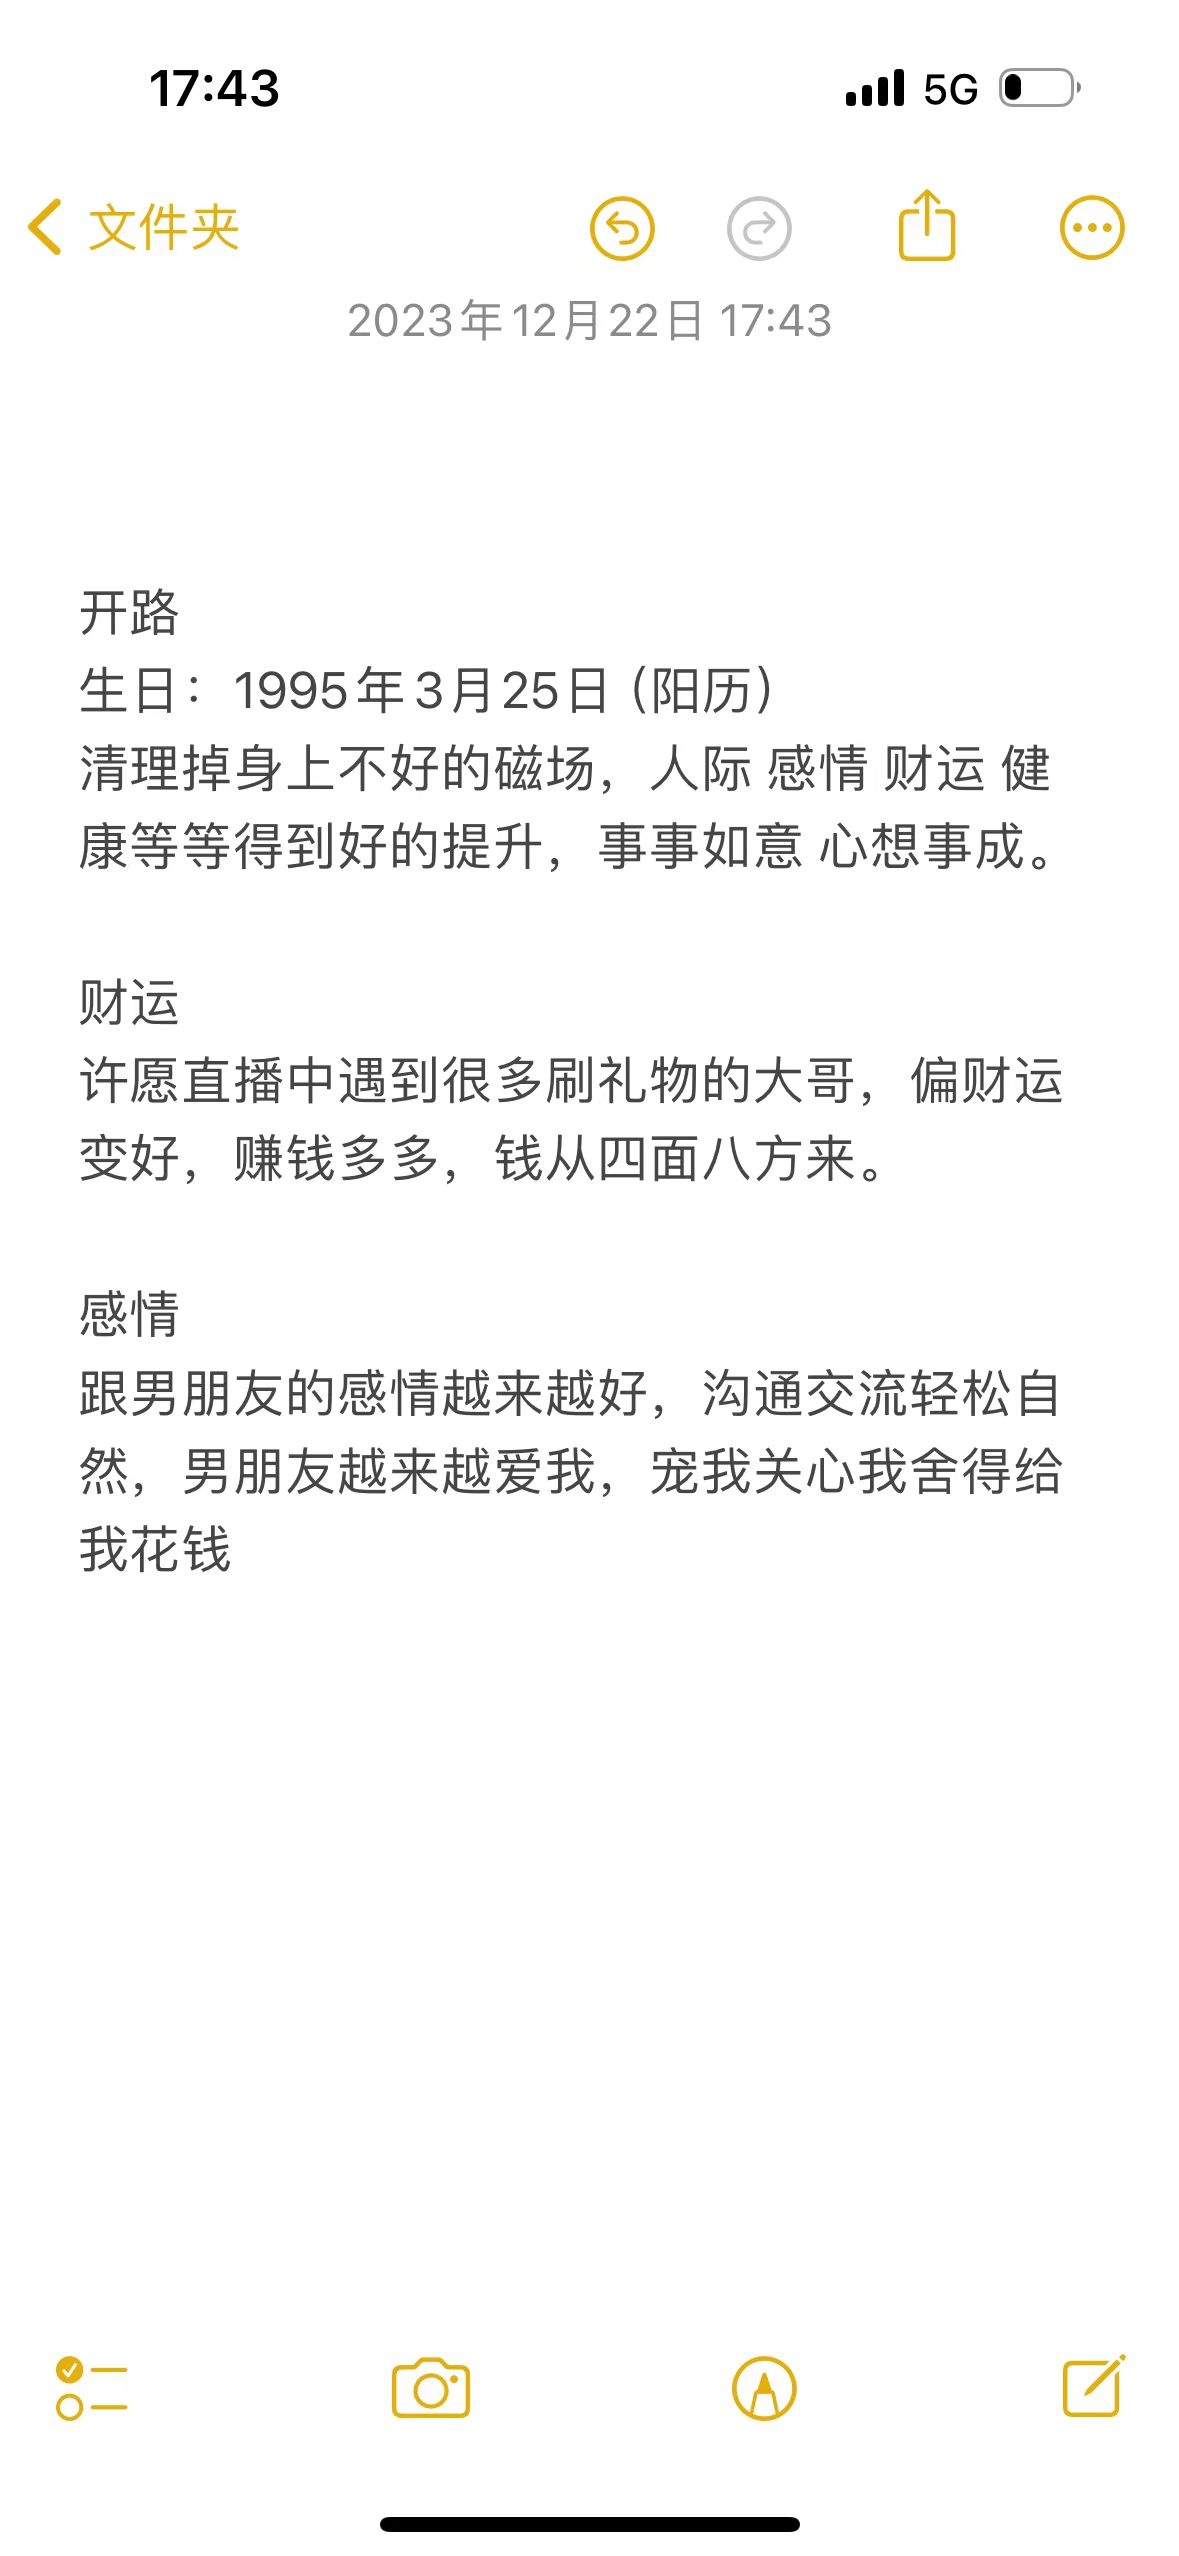 17:43 5G
文件夹
2023年12月22日 17:43
开路
生日：1995年3月25日（阳历）
清理掉身上不好的磁场，人际 感情 财运 健
康等等得到好的提升，事事如意 心想事成。
财运
许愿直播中遇到很多刷礼物的大哥，偏财运
变好，赚钱多多，钱从四面八方来。
感情
跟男朋友的感情越来越好，沟通交流轻松自
然，男朋友越来越爱我，宠我关心我舍得给
我花钱